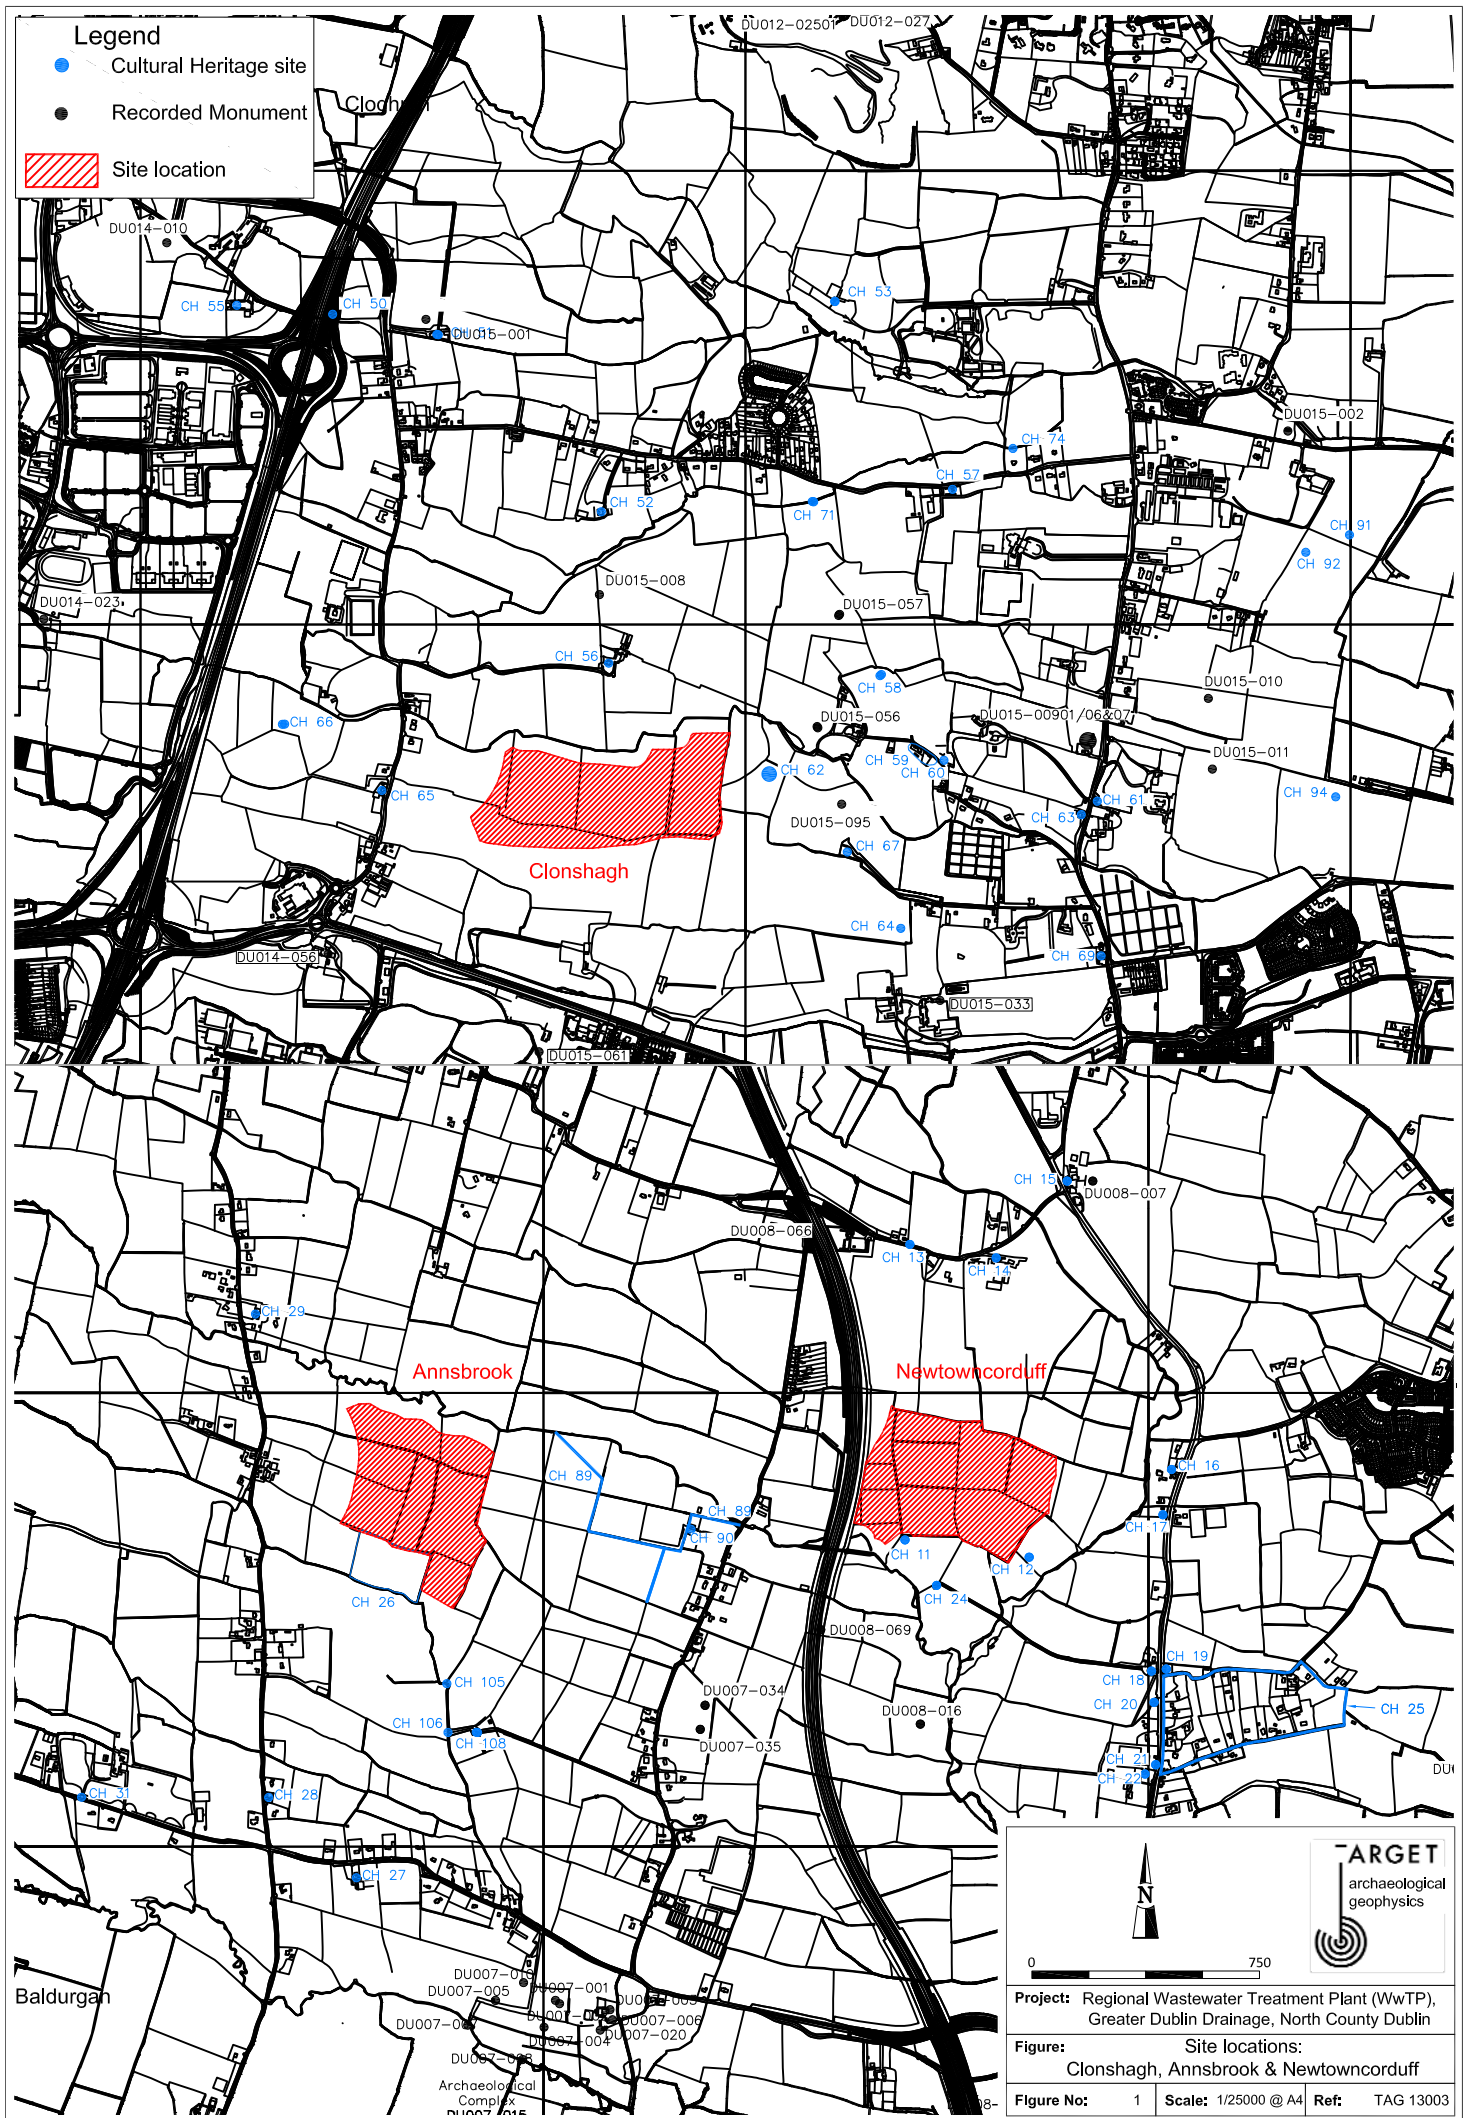 Legend
Cultural Heritage site
Recorded Monument
Site location
DU012-02501
DU012-027
DU014-010
CH 55
CH 50
DU015-001
CH 53
DU015-002
CH 74
CH 57
CH 52
CH 71
CH 91
CH 92
DU015-008
DU014-023
DU015-057
CH 56
CH 58
DU015-010
CH 66
DU015-056
DU015-00901/06&07
CH 59
CH 60
DU015-011
CH 62
CH 65
CH 61
CH 94
CH 63
DU015-095
CH 67
Clonshagh
CH 64
DU014-056
CH 69
DU015-033
DU015-061
CH 15
DU008-007
DU008-066
CH 13
CH 14
CH 29
Annsbrook
Newtowncorduff
CH 89
CH 16
CH 89
CH 90
CH 17
CH 11
CH 12
CH 26
CH 24
DU008-069
CH 19
CH 18
CH 105
DU007-034
CH 20
CH 25
DU008-016
CH 106
CH 108
DU007-035
CH 21
CH 22
CH 31
CH 28
CH 27
DU007-010
DU007-005
DU007-001
DU007-006
DU007-020
DU007-004
Baldurgan
Archaeological
Complex
DU007-015
N
TARGET
archaeological
geophysics
0 750
Project: Regional Wastewater Treatment Plant (WwTP),
Greater Dublin Drainage, North County Dublin
Figure: Site locations:
Clonshagh, Annsbrook & Newtowncorduff
Figure No: 1 Scale: 1/25000 @ A4 Ref: TAG 13003